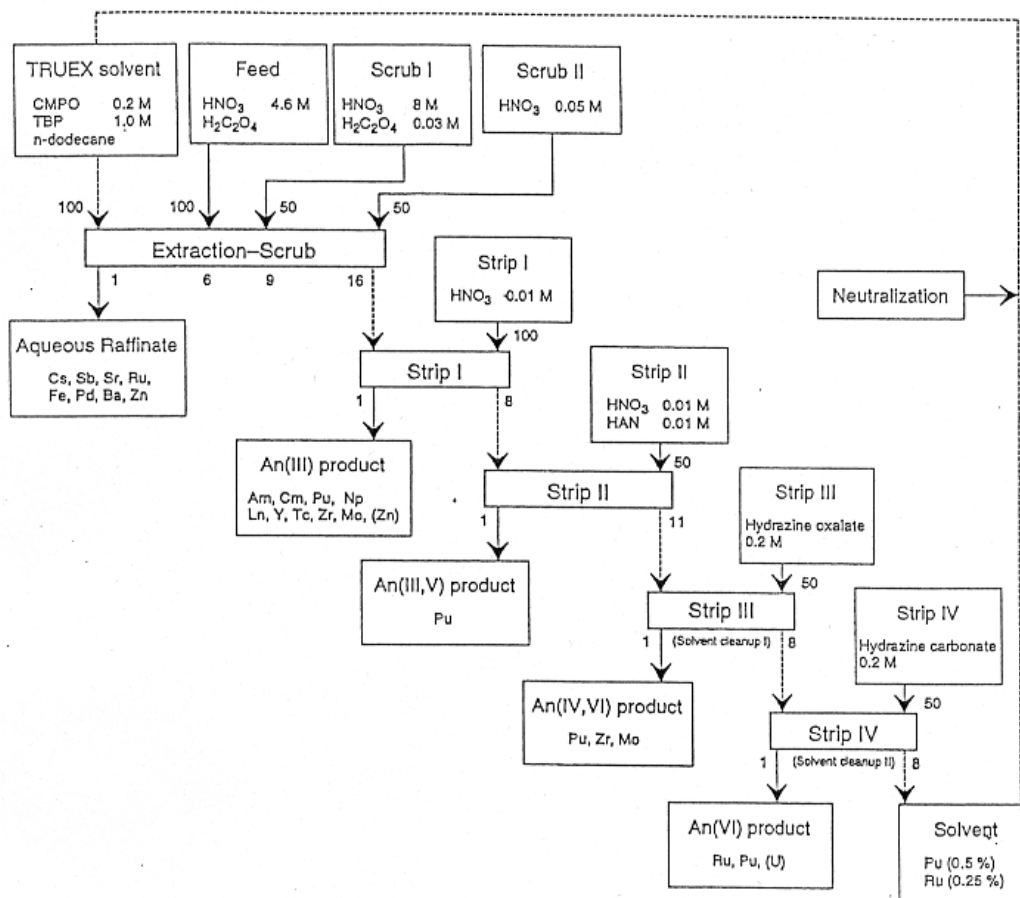 TRUEX solvent
CMPO 0.2 M
TBP 1.0 M
n-dodecane
Feed
HNO₃ 4.6 M
H₂C₂O₄
Scrub I
HNO₃ 8 M
H₂C₂O₄ 0.03 M
Scrub II
HNO₃ 0.05 M
100 100 50 50
Extraction–Scrub
1 6 9 16
Aqueous Raffinate
Cs, Sb, Sr, Ru,
Fe, Pd, Ba, Zn
Strip I
HNO₃ 0.01 M
100
Strip I
1 8
Neutralization
An(III) product
Am, Cm, Pu, Np
Ln, Y, Tc, Zr, Mo, (Zn)
Strip II
HNO₃ 0.01 M
HAN 0.01 M
50
Strip II
1 11
An(III,V) product
Pu
Strip III
Hydrazine oxalate
0.2 M
50
Strip III
1 (Solvent cleanup I) 8
An(IV,VI) product
Pu, Zr, Mo
Strip IV
Hydrazine carbonate
0.2 M
50
Strip IV
1 (Solvent cleanup II) 8
An(VI) product
Ru, Pu, (U)
Solvent
Pu (0.5 %)
Ru (0.25 %)